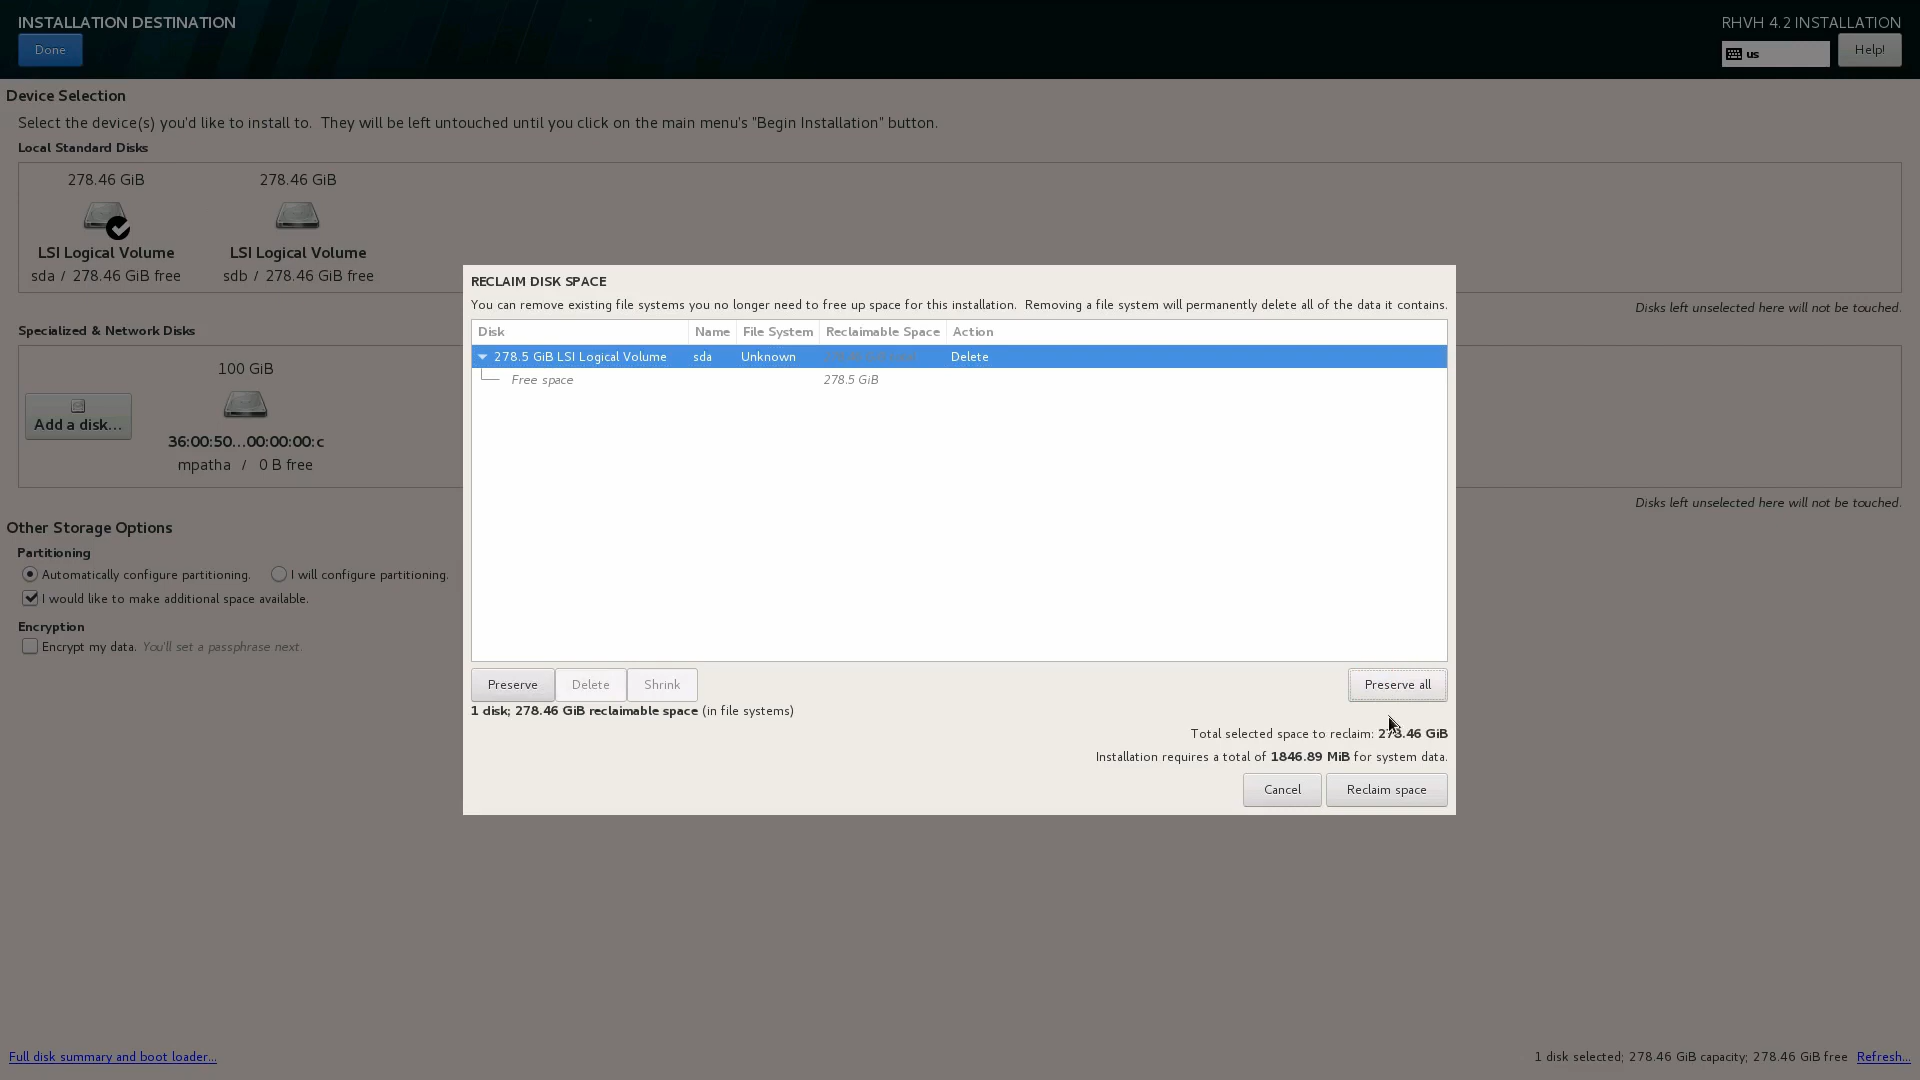 INSTALLATION DESTINATION
RHVH 4.2 INSTALLATION
Done
us
Help!
Device Selection
Select the device(s) you'd like to install to. They will be left untouched until you click on the main menu's "Begin Installation" button.
Local Standard Disks
278.46 GiB
278.46 GiB
LSI Logical Volume
LSI Logical Volume
sda / 278.46 GiB free
sdb / 278.46 GiB free
Disks left unselected here will not be touched.
Specialized & Network Disks
100 GiB
Add a disk...
36:00:50...00:00:00:c
mpatha / 0 B free
Disks left unselected here will not be touched.
Other Storage Options
Partitioning
Automatically configure partitioning. I will configure partitioning.
I would like to make additional space available.
Encryption
Encrypt my data. You'll set a passphrase next.
RECLAIM DISK SPACE
You can remove existing file systems you no longer need to free up space for this installation. Removing a file system will permanently delete all of the data it contains.
Disk Name File System Reclaimable Space Action
278.5 GiB LSI Logical Volume sda Unknown Delete
Free space 278.5 GiB
Preserve Delete Shrink Preserve all
1 disk; 278.46 GiB reclaimable space (in file systems)
Total selected space to reclaim: 278.46 GiB
Installation requires a total of 1846.89 MiB for system data.
Cancel Reclaim space
Full disk summary and boot loader...
1 disk selected; 278.46 GiB capacity; 278.46 GiB free Refresh...